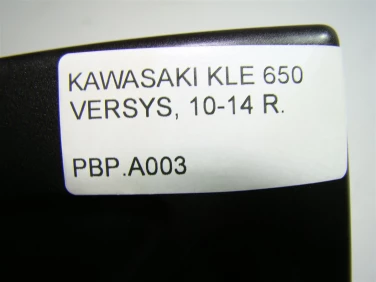 KAWASAKI KLE 650
VERSYS, 10-14 R.
PBP.A003